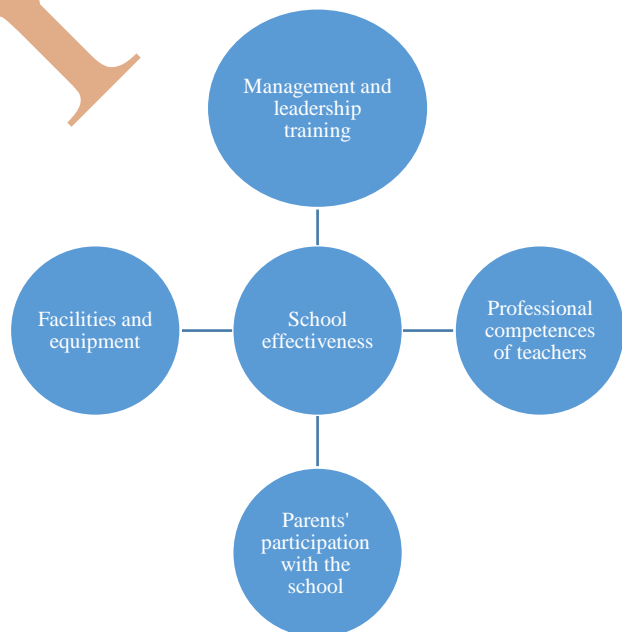 Management and
leadership
training
Facilities and
equipment
School
effectiveness
Professional
competences
of teachers
Parents'
participation
with the
school